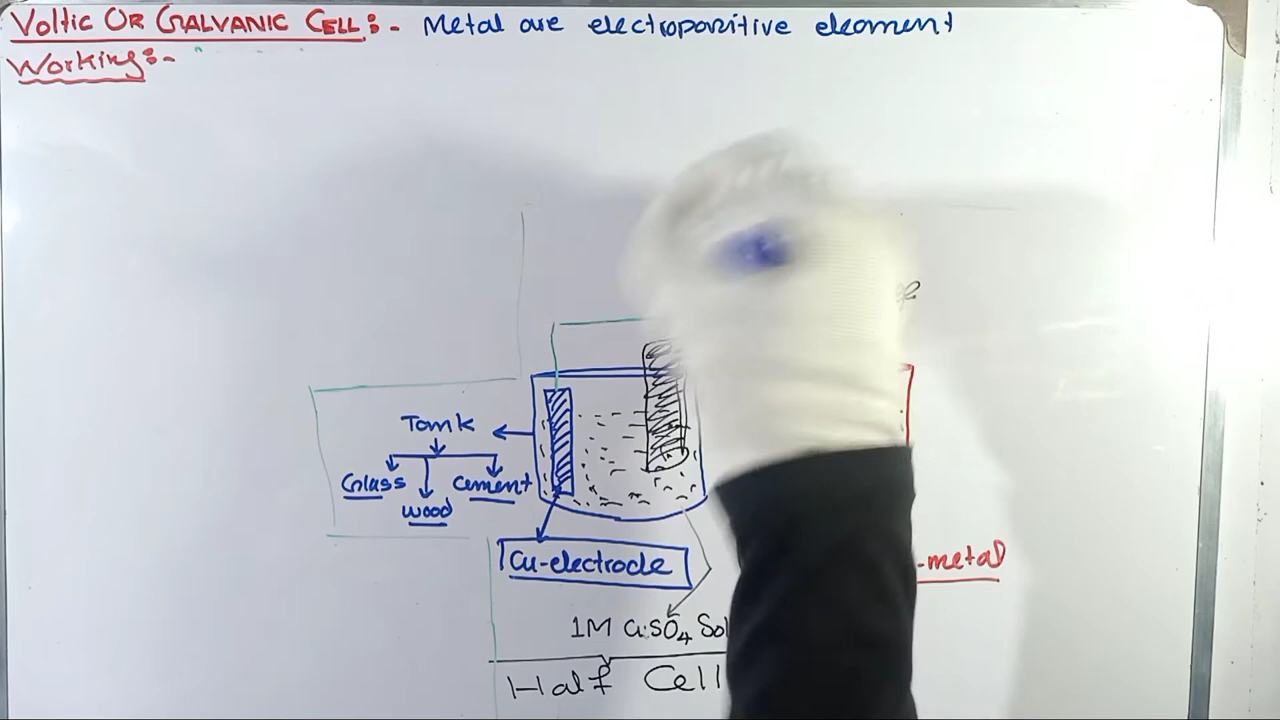 VOLTIC OR GALVANIC CELL:- Metal are electropositive eleoment
Working:-
Tank
Glass
Cement
wood
Cu-electrode
-metal
1M CuSO4 Sol
Half Cell